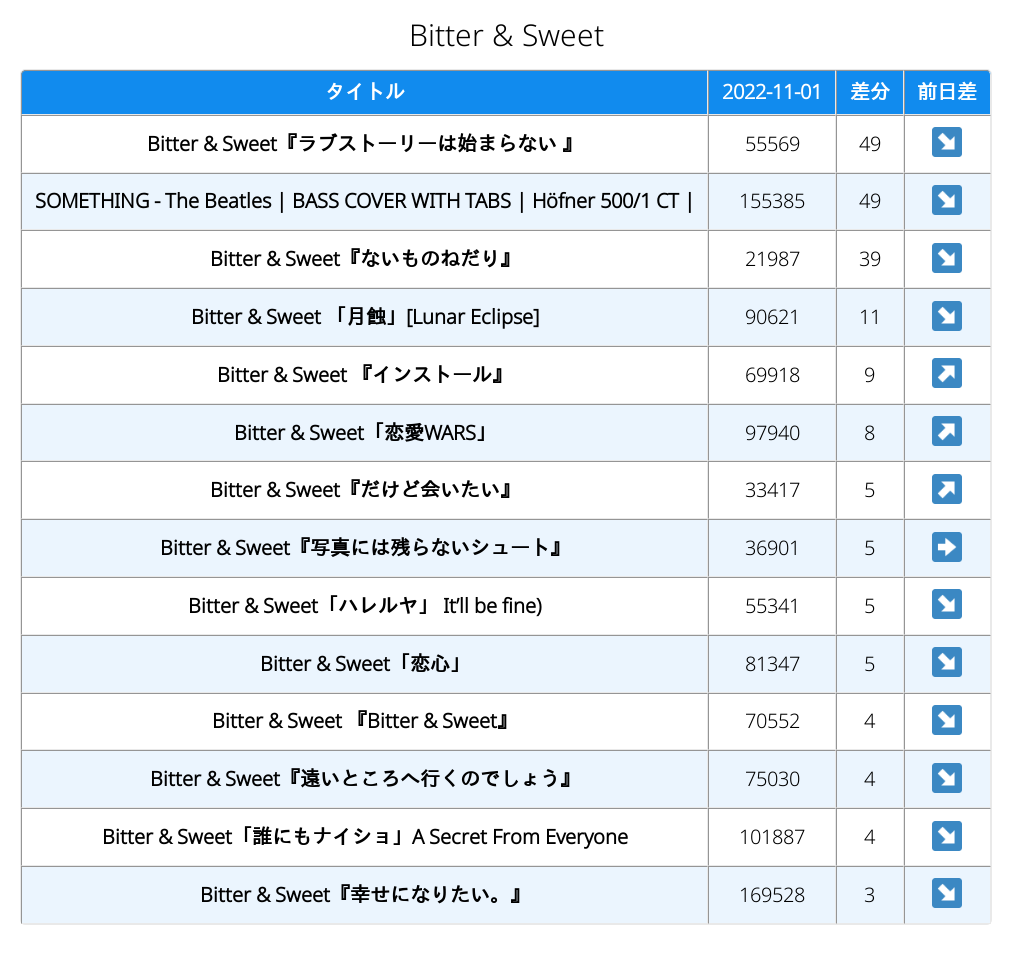 Bitter & Sweet
タイトル 2022-11-01 差分 前日差
Bitter & Sweet『ラブストーリーは始まらない 』 55569 49 ↘
SOMETHING - The Beatles | BASS COVER WITH TABS | Höfner 500/1 CT | 155385 49 ↘
Bitter & Sweet『ないものねだり』 21987 39 ↘
Bitter & Sweet 「月蝕」[Lunar Eclipse] 90621 11 ↘
Bitter & Sweet 『インストール』 69918 9 ↗
Bitter & Sweet「恋愛WARS」 97940 8 ↗
Bitter & Sweet『だけど会いたい』 33417 5 ↗
Bitter & Sweet『写真には残らないシュート』 36901 5 ➡
Bitter & Sweet「ハレルヤ」 It’ll be fine) 55341 5 ↘
Bitter & Sweet「恋心」 81347 5 ↘
Bitter & Sweet 『Bitter & Sweet』 70552 4 ↘
Bitter & Sweet『遠いところへ行くのでしょう』 75030 4 ↘
Bitter & Sweet「誰にもナイショ」A Secret From Everyone 101887 4 ↘
Bitter & Sweet『幸せになりたい。』 169528 3 ↘